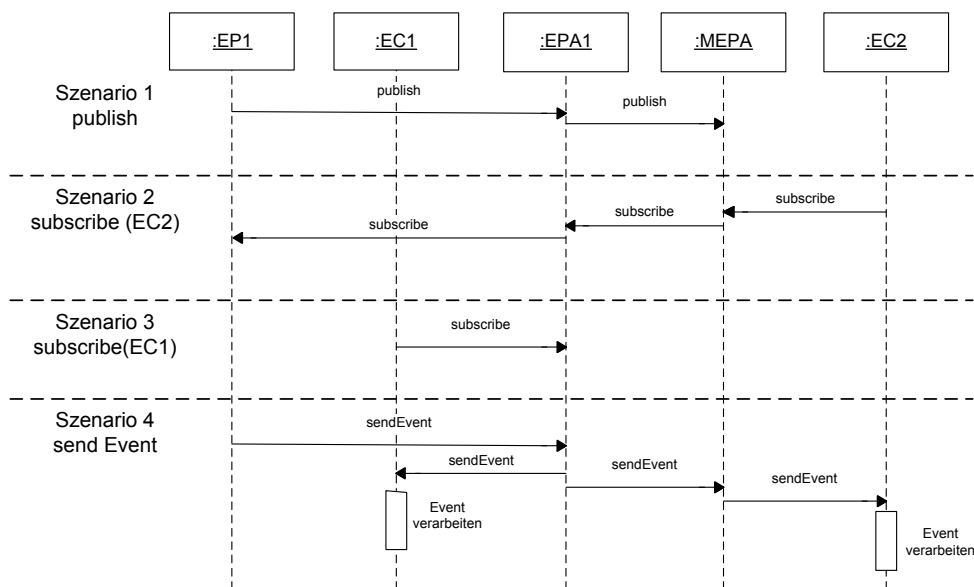 :EP1
:EC1
:EPA1
:MEPA
:EC2
Szenario 1
publish
publish
publish
Szenario 2
subscribe (EC2)
subscribe
subscribe
subscribe
Szenario 3
subscribe(EC1)
subscribe
Szenario 4
send Event
sendEvent
sendEvent
sendEvent
sendEvent
Event
verarbeiten
Event
verarbeiten